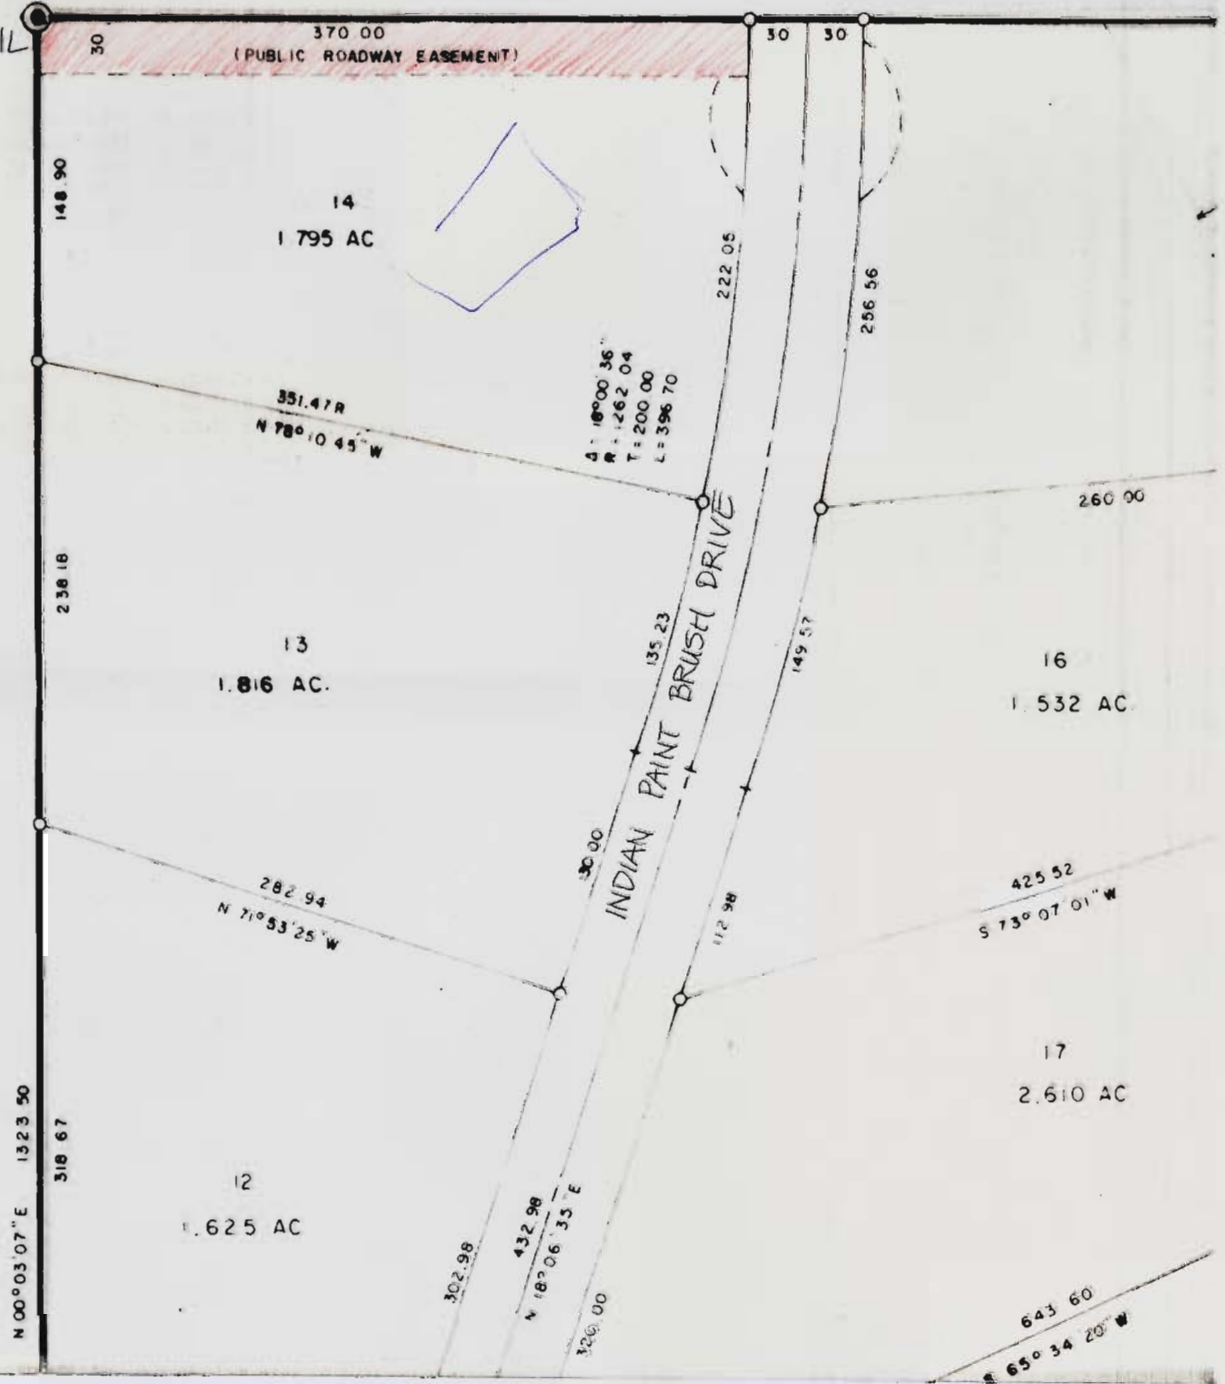 IL
30
370 00
(PUBLIC ROADWAY EASEMENT)
30
30
148.90
14
1 795 AC
222 05
256 56
Δ = 18°00'36"
R = 1262.04
T = 200.00
L = 396.70
351.47R
N 78°10 45"W
260 00
238 18
13
1.816 AC.
135.23
INDIAN PAINT BRUSH DRIVE
149 57
16
1.532 AC.
130.00
282.94
N 71°53'25"W
112.98
425 52
S 73°07'01"W
17
2.610 AC
N 00°03'07"E 1323 50
318 67
12
1.625 AC
302.98
432.98
N 18°06'35"E
320.00
643 60
S 65°34 20"W